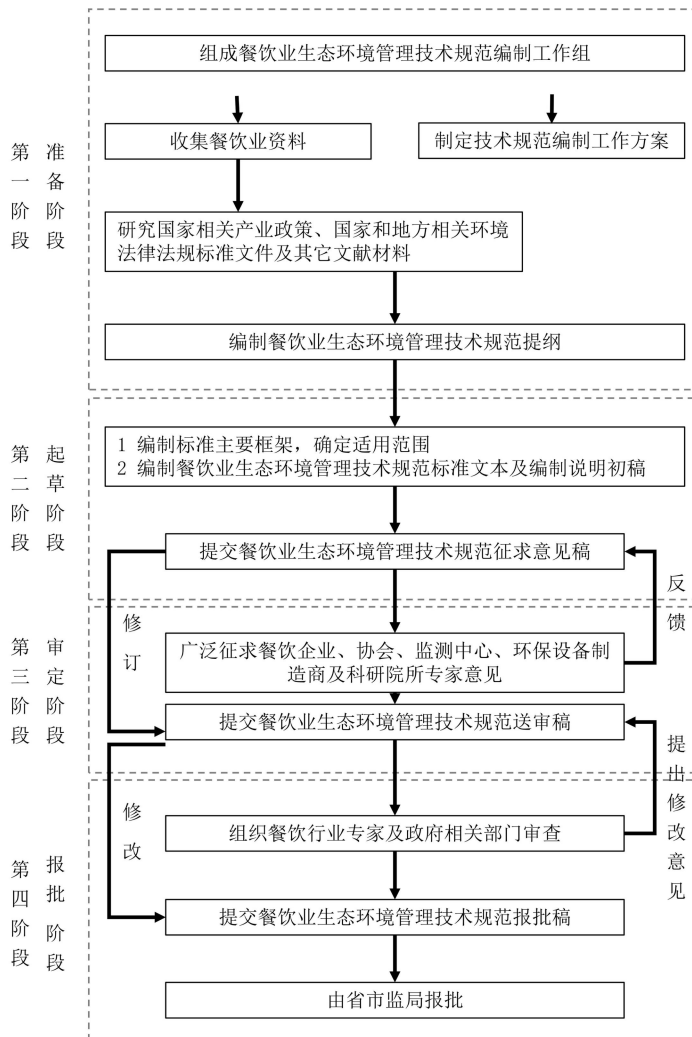 组成餐饮业生态环境管理技术规范编制工作组
收集餐饮业资料
制定技术规范编制工作方案
第一阶段
准备阶段
研究国家相关产业政策、国家和地方相关环境
法律法规标准文件及其它文献材料
编制餐饮业生态环境管理技术规范提纲
第二阶段
起草阶段
1 编制标准主要框架，确定适用范围
2 编制餐饮业生态环境管理技术规范标准文本及编制说明初稿
提交餐饮业生态环境管理技术规范征求意见稿
反馈
修订
第三阶段
审定阶段
广泛征求餐饮企业、协会、监测中心、环保设备制
造商及科研院所专家意见
提交餐饮业生态环境管理技术规范送审稿
提出修改意见
修改
第四阶段
报批阶段
组织餐饮行业专家及政府相关部门审查
提交餐饮业生态环境管理技术规范报批稿
由省市监局报批